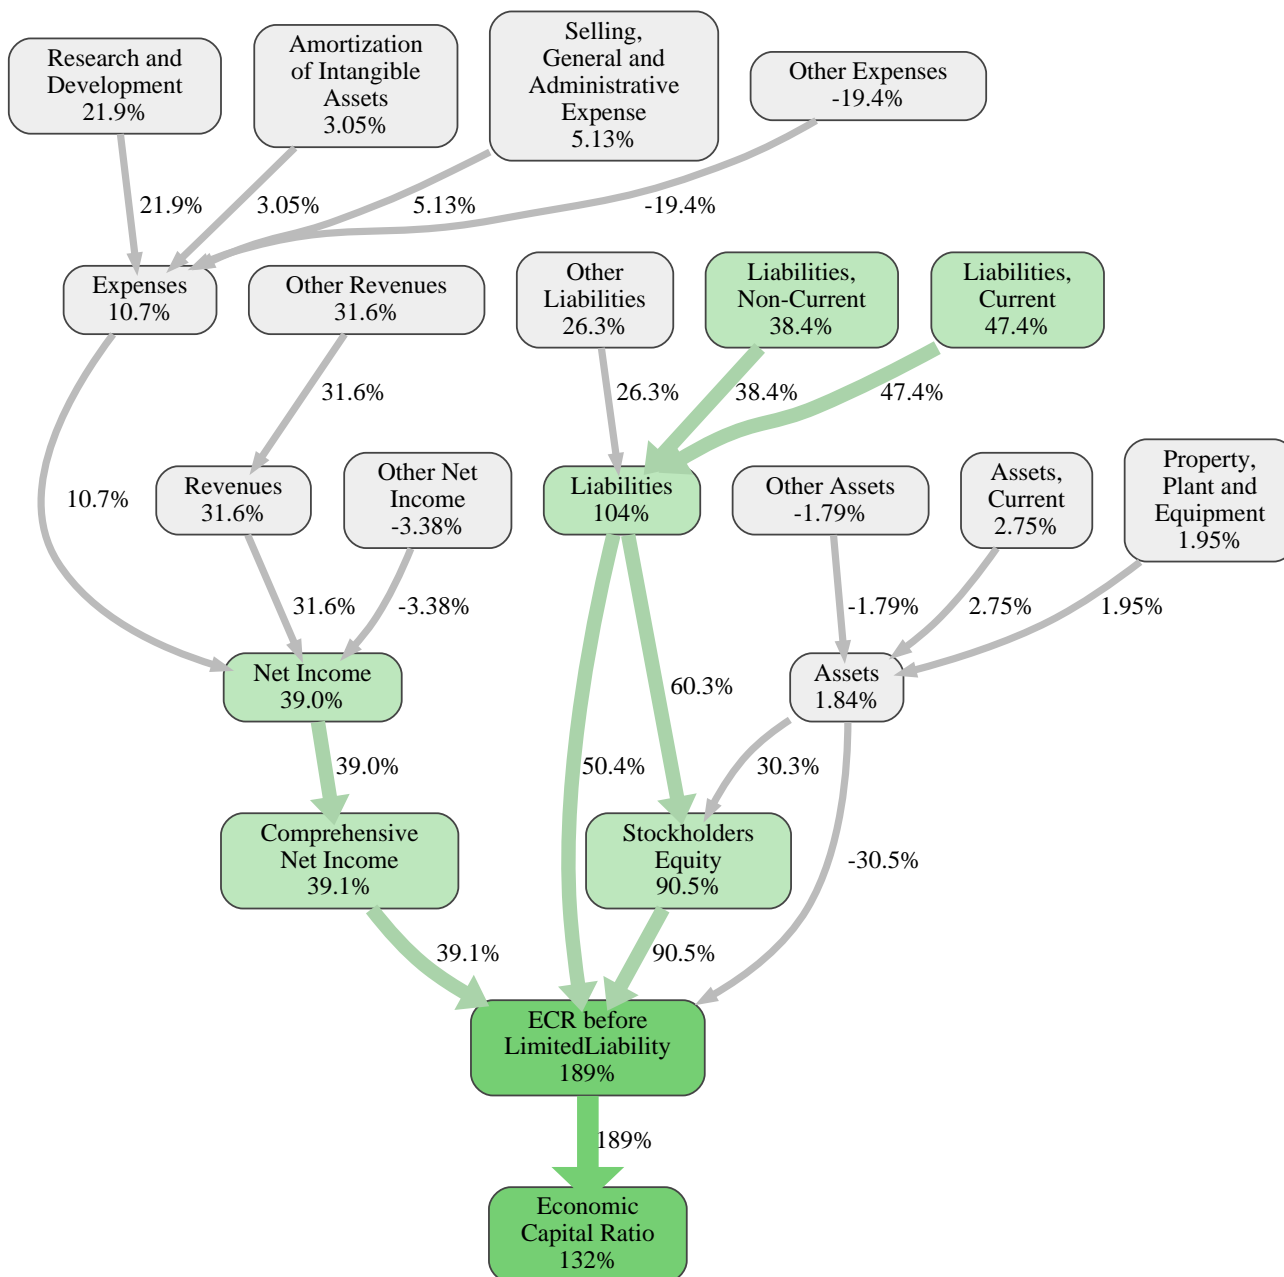 Research and
Development
21.9%
Amortization
of Intangible
Assets
3.05%
Selling,
General and
Administrative
Expense
5.13%
Other Expenses
-19.4%
21.9%
3.05%
5.13%
-19.4%
Expenses
10.7%
Other Revenues
31.6%
Other
Liabilities
26.3%
Liabilities,
Non-Current
38.4%
Liabilities,
Current
47.4%
31.6%
26.3%
38.4%
47.4%
10.7%
Revenues
31.6%
Other Net
Income
-3.38%
Liabilities
104%
Other Assets
-1.79%
Assets,
Current
2.75%
Property,
Plant and
Equipment
1.95%
31.6%
-3.38%
-1.79%
2.75%
1.95%
Net Income
39.0%
60.3%
Assets
1.84%
39.0%
50.4%
30.3%
Comprehensive
Net Income
39.1%
Stockholders
Equity
90.5%
-30.5%
39.1%
90.5%
ECR before
LimitedLiability
189%
189%
Economic
Capital Ratio
132%